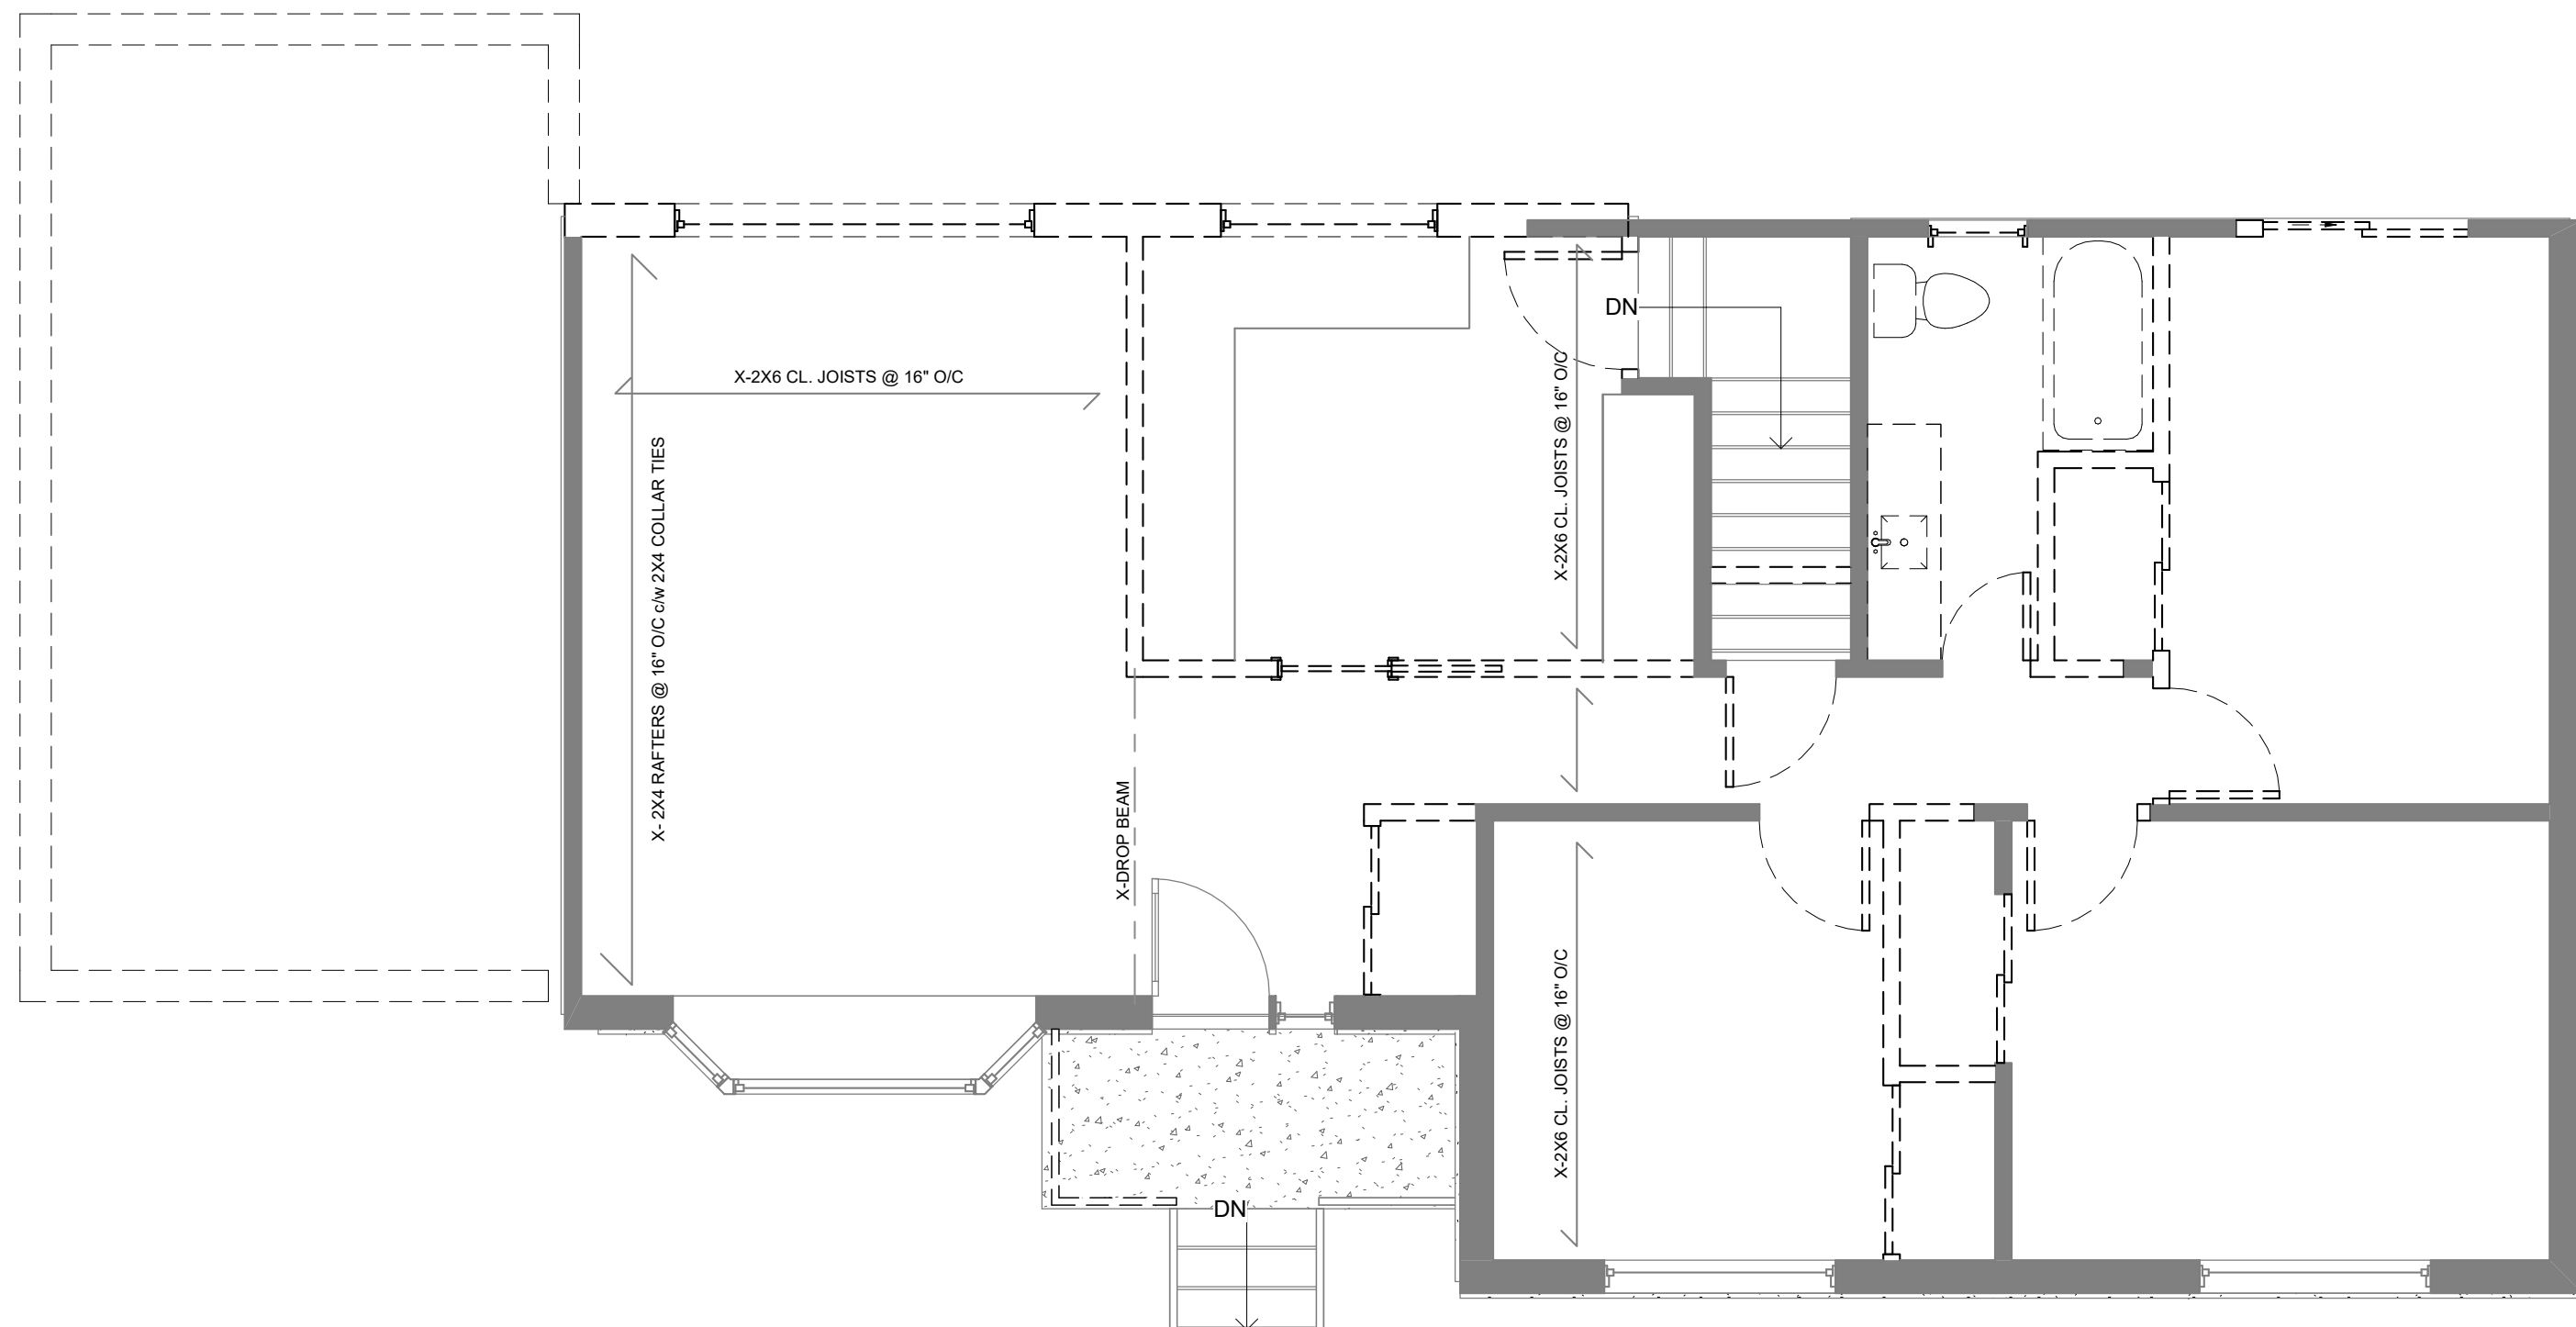 DN
X-2X6 CL. JOISTS @ 16" O/C
X-2X6 CL. JOISTS @ 16" O/C
X- 2X4 RAFTERS @ 16" O/C c/w 2X4 COLLAR TIES
X-DROP BEAM
X-2X6 CL. JOISTS @ 16" O/C
DN